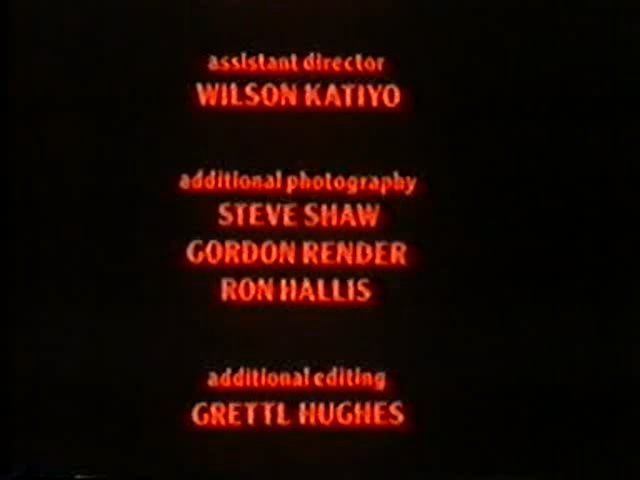 assistant director
WILSON KATIYO
additional photography
STEVE SHAW
GORDON RENDER
RON HALLIS
additional editing
GRETTL HUGHES